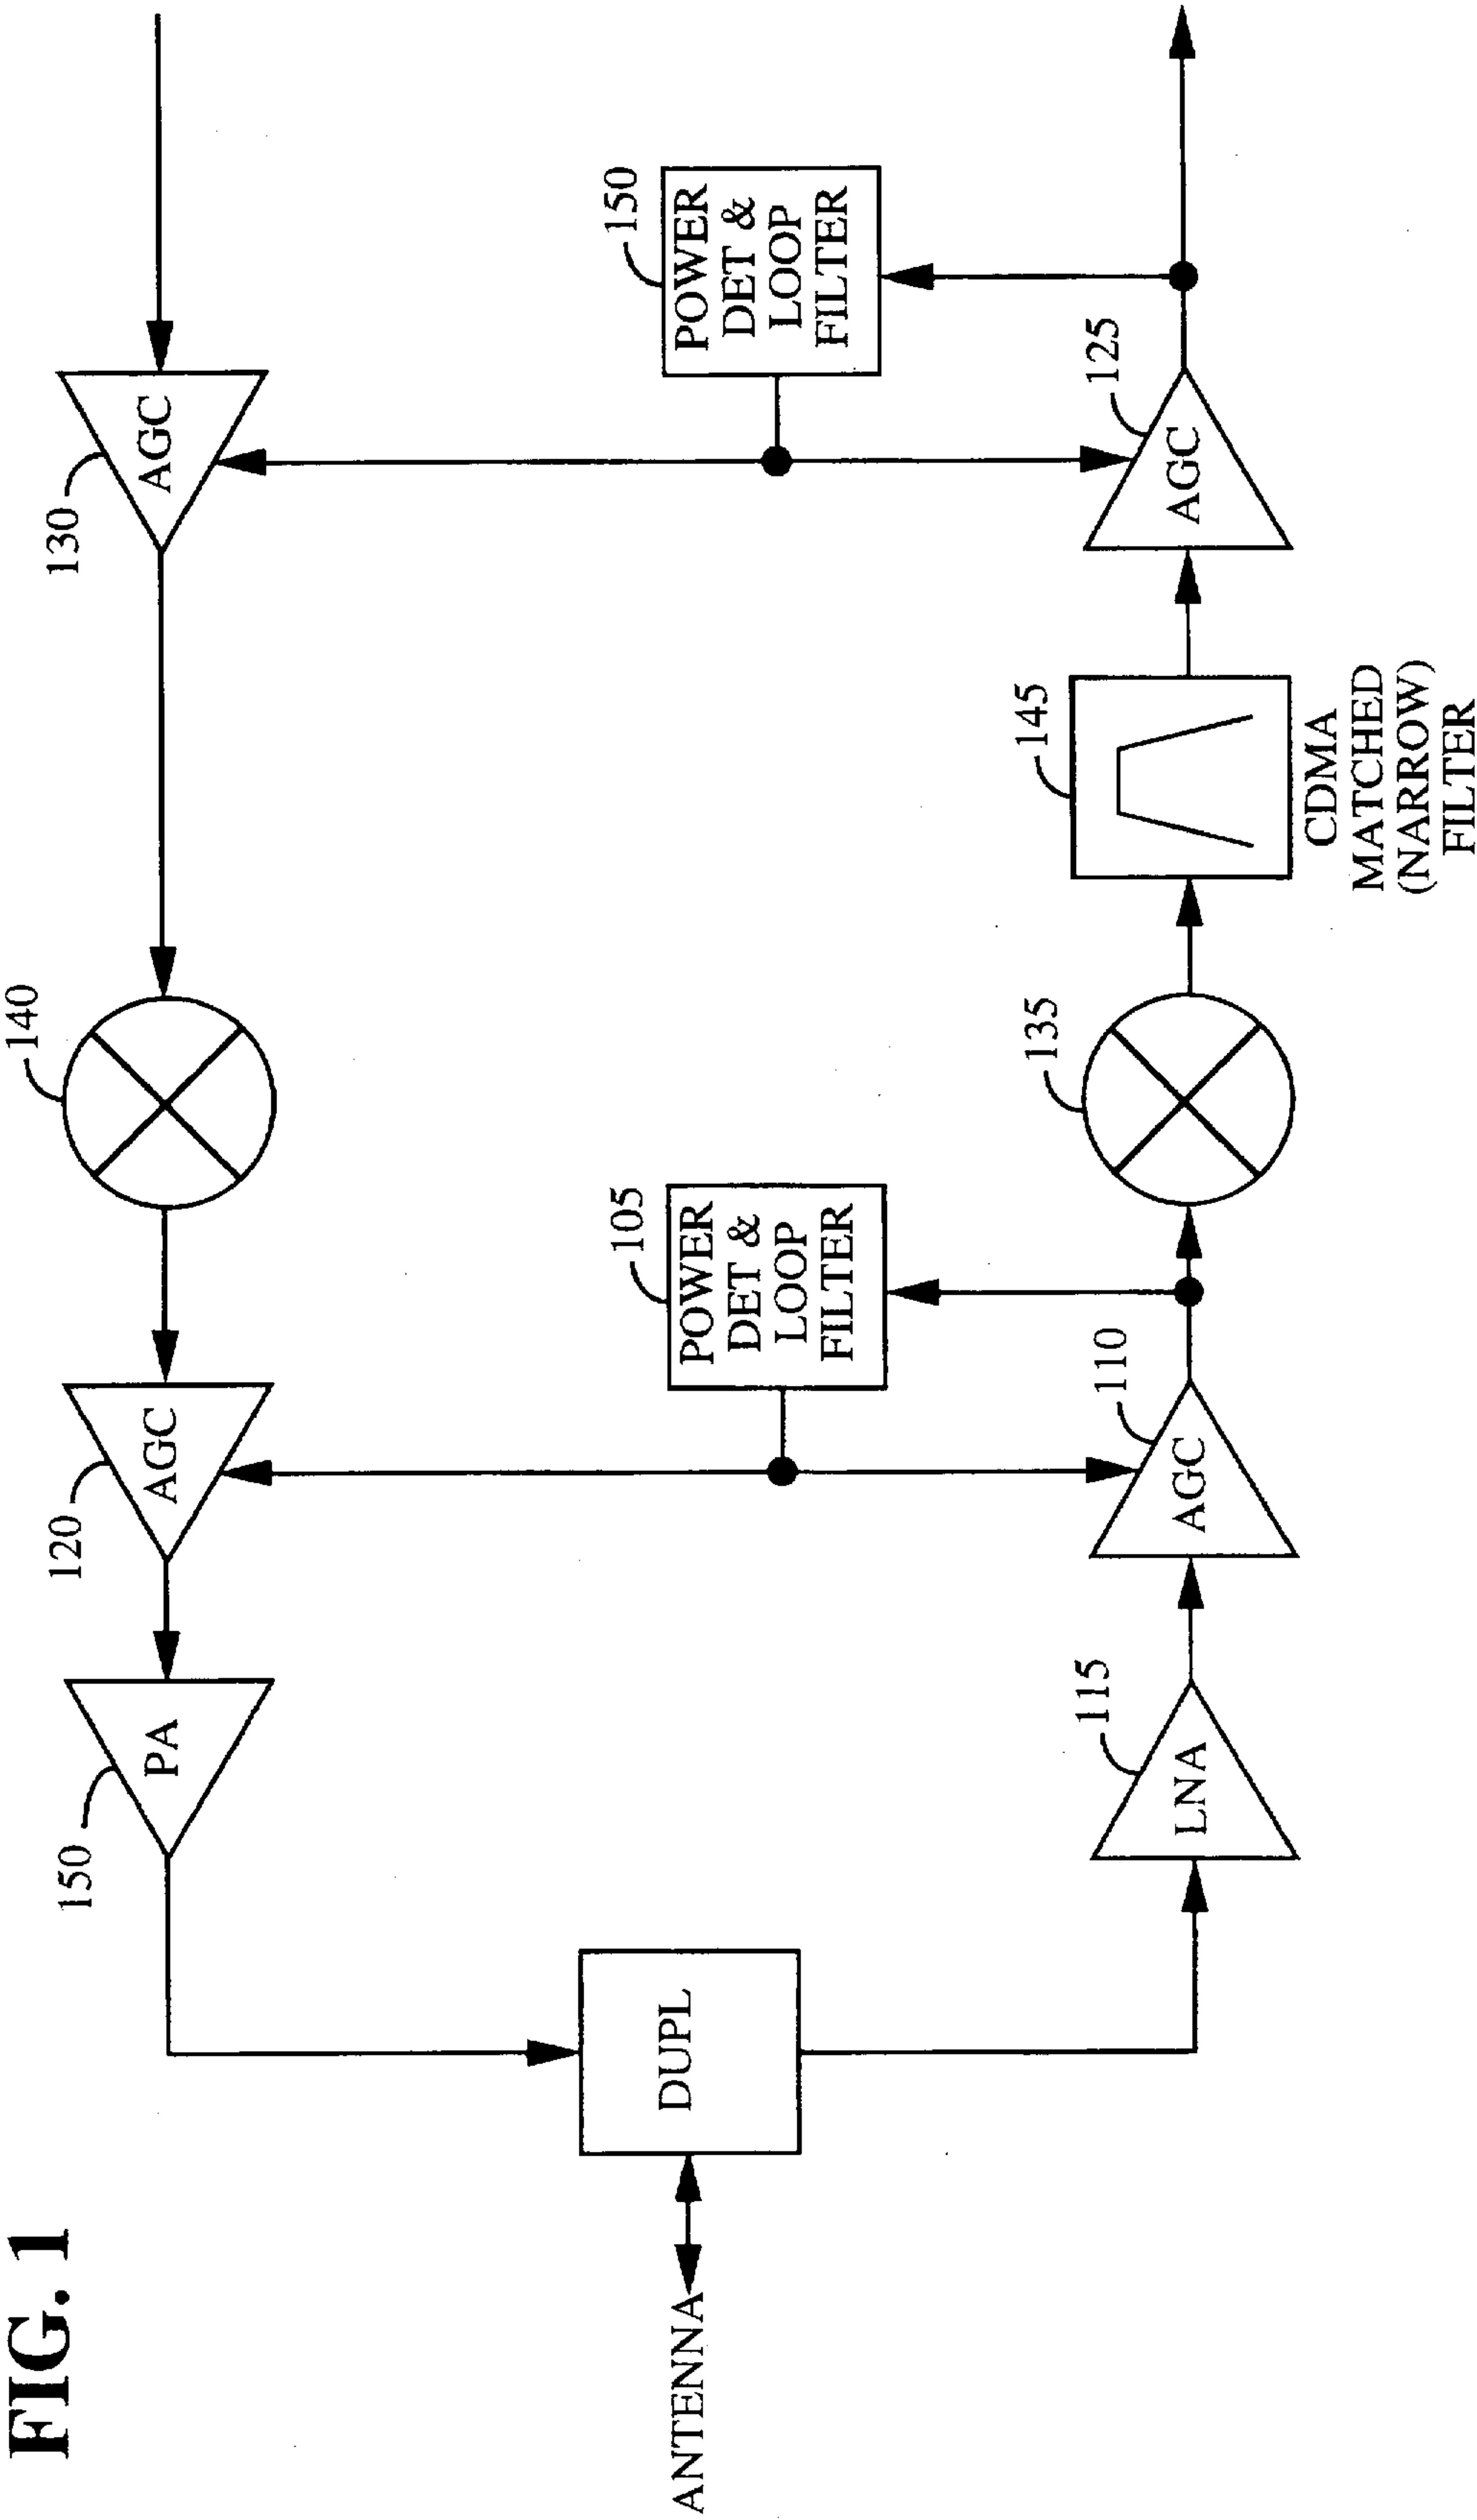 FIG. 1
150
PA
120
AGC
140
130
AGC
ANTENNA
DUPL
105
POWER
DET &
LOOP
FILTER
150
POWER
DET &
LOOP
FILTER
115
LNA
110
AGC
135
145
CDMA
MATCHED
(NARROW)
FILTER
125
AGC